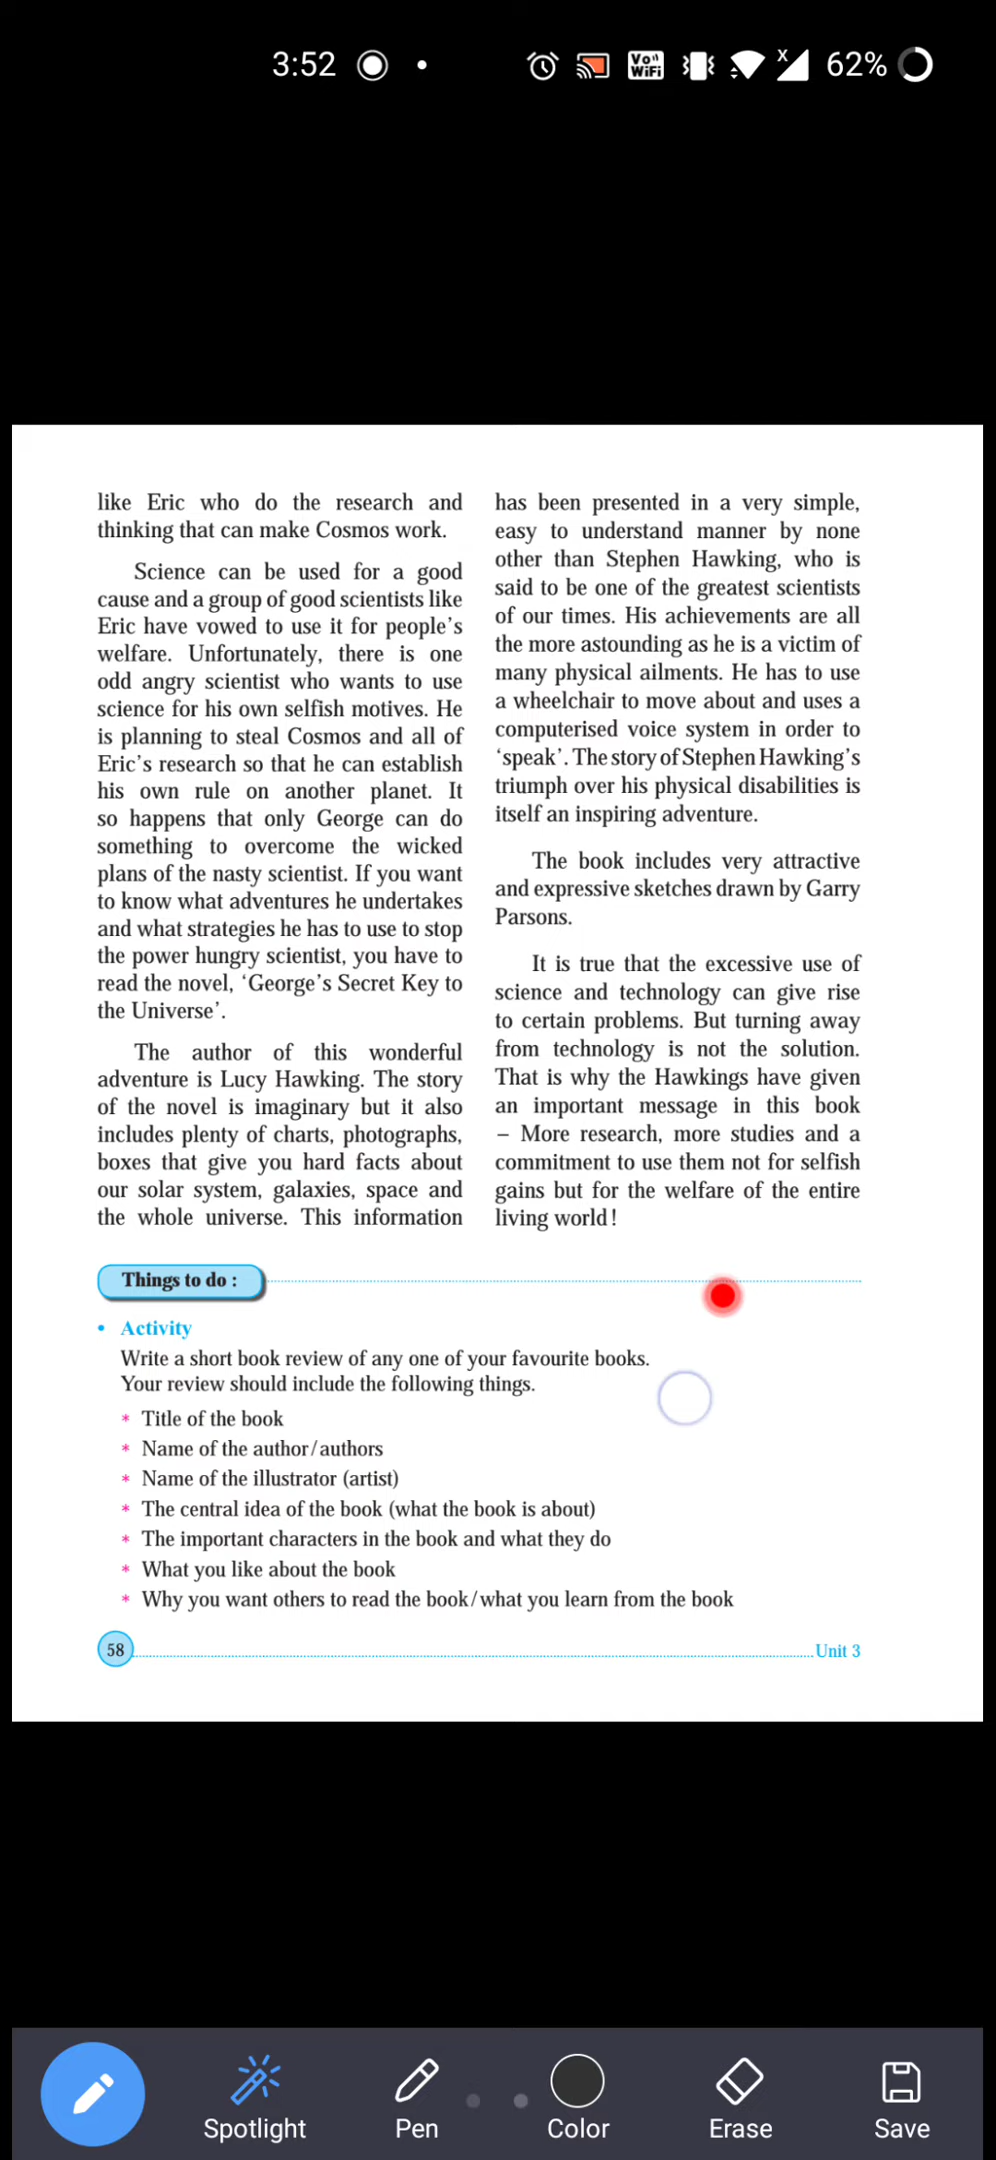 3:52
Vo
WiFi
x
62%
like Eric who do the research and
thinking that can make Cosmos work.
Science can be used for a good
cause and a group of good scientists like
Eric have vowed to use it for people's
welfare. Unfortunately, there is one
odd angry scientist who wants to use
science for his own selfish motives. He
is planning to steal Cosmos and all of
Eric's research so that he can establish
his own rule on another planet. It
so happens that only George can do
something to overcome the wicked
plans of the nasty scientist. If you want
to know what adventures he undertakes
and what strategies he has to use to stop
the power hungry scientist, you have to
read the novel, ‘George’s Secret Key to
the Universe’.
The author of this wonderful
adventure is Lucy Hawking. The story
of the novel is imaginary but it also
includes plenty of charts, photographs,
boxes that give you hard facts about
our solar system, galaxies, space and
the whole universe. This information
has been presented in a very simple,
easy to understand manner by none
other than Stephen Hawking, who is
said to be one of the greatest scientists
of our times. His achievements are all
the more astounding as he is a victim of
many physical ailments. He has to use
a wheelchair to move about and uses a
computerised voice system in order to
‘speak’. The story of Stephen Hawking’s
triumph over his physical disabilities is
itself an inspiring adventure.
The book includes very attractive
and expressive sketches drawn by Garry
Parsons.
It is true that the excessive use of
science and technology can give rise
to certain problems. But turning away
from technology is not the solution.
That is why the Hawkings have given
an important message in this book
– More research, more studies and a
commitment to use them not for selfish
gains but for the welfare of the entire
living world!
Things to do :
• Activity
Write a short book review of any one of your favourite books.
Your review should include the following things.
* Title of the book
* Name of the author/authors
* Name of the illustrator (artist)
* The central idea of the book (what the book is about)
* The important characters in the book and what they do
* What you like about the book
* Why you want others to read the book/what you learn from the book
58
Unit 3
Spotlight
Pen
Color
Erase
Save